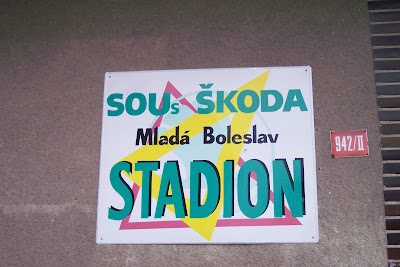 SOUs ŠKODA
Mladá Boleslav
STADION
942/II